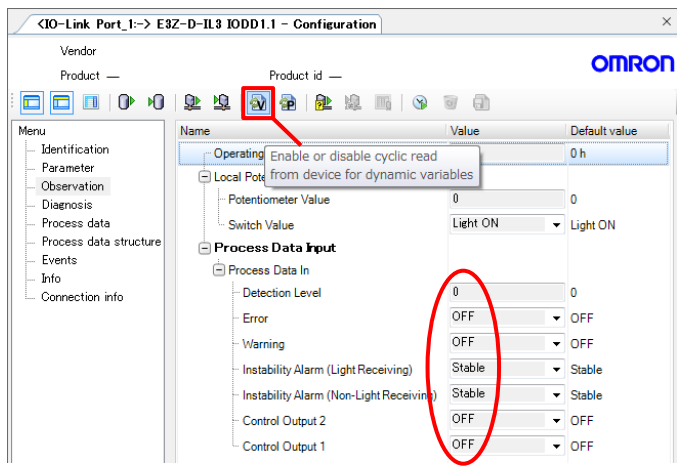 <IO-Link Port_1:-> E3Z-D-IL3 IODD1.1 - Configuration
Vendor
Product —
Product id —
OMRON
Menu
Identification
Parameter
Observation
Diagnosis
Process data
Process data structure
Events
Info
Connection info
Name Value Default value
Operating 0 h
Enable or disable cyclic read
from device for dynamic variables
Local Pote
Potentiometer Value 0 0
Switch Value Light ON Light ON
Process Data Input
Process Data In
Detection Level 0 0
Error OFF OFF
Warning OFF OFF
Instability Alarm (Light Receiving) Stable Stable
Instability Alarm (Non-Light Receiving) Stable Stable
Control Output 2 OFF OFF
Control Output 1 OFF OFF